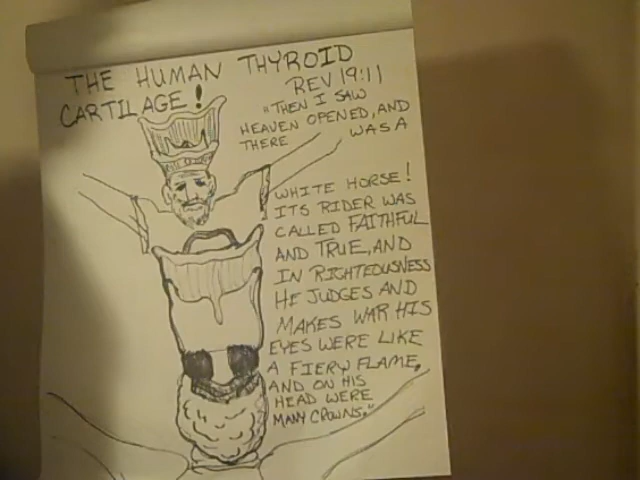 THE HUMAN THYROID
CARTILAGE!
REV 19:11
"THEN I SAW
HEAVEN OPENED, AND
THERE WAS A
WHITE HORSE!
ITS RIDER WAS
CALLED FAITHFUL
AND TRUE, AND
IN RIGHTEOUSNESS
HE JUDGES AND
MAKES WAR HIS
EYES WERE LIKE
A FIERY FLAME,
AND ON HIS
HEAD WERE
MANY CROWNS."